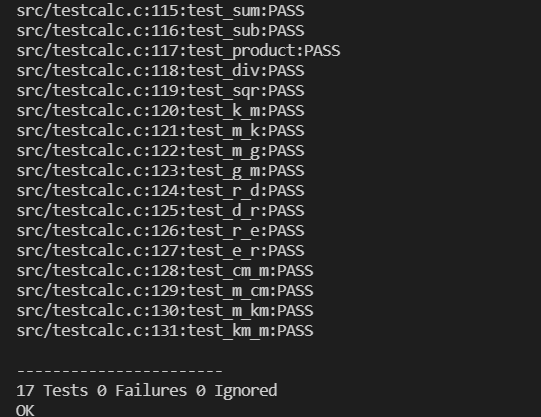 src/testcalc.c:115:test_sum:PASS
src/testcalc.c:116:test_sub:PASS
src/testcalc.c:117:test_product:PASS
src/testcalc.c:118:test_div:PASS
src/testcalc.c:119:test_sqr:PASS
src/testcalc.c:120:test_k_m:PASS
src/testcalc.c:121:test_m_k:PASS
src/testcalc.c:122:test_m_g:PASS
src/testcalc.c:123:test_g_m:PASS
src/testcalc.c:124:test_r_d:PASS
src/testcalc.c:125:test_d_r:PASS
src/testcalc.c:126:test_r_e:PASS
src/testcalc.c:127:test_e_r:PASS
src/testcalc.c:128:test_cm_m:PASS
src/testcalc.c:129:test_m_cm:PASS
src/testcalc.c:130:test_m_km:PASS
src/testcalc.c:131:test_km_m:PASS
-----------------------
17 Tests 0 Failures 0 Ignored
OK